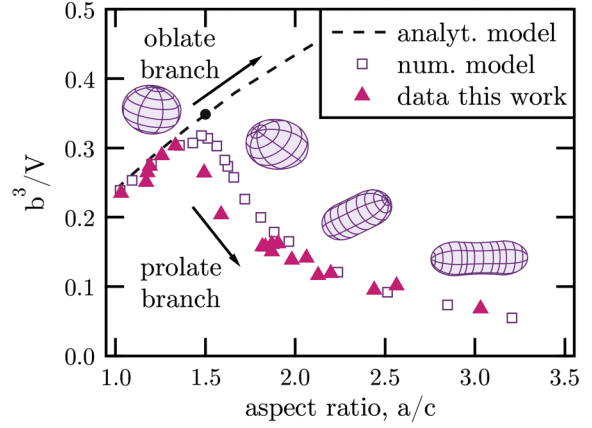 0.5
0.4
0.3
0.2
0.1
0.0
b³/V
oblate
branch
analyt. model
num. model
data this work
prolate
branch
1.0 1.5 2.0 2.5 3.0 3.5
aspect ratio, a/c